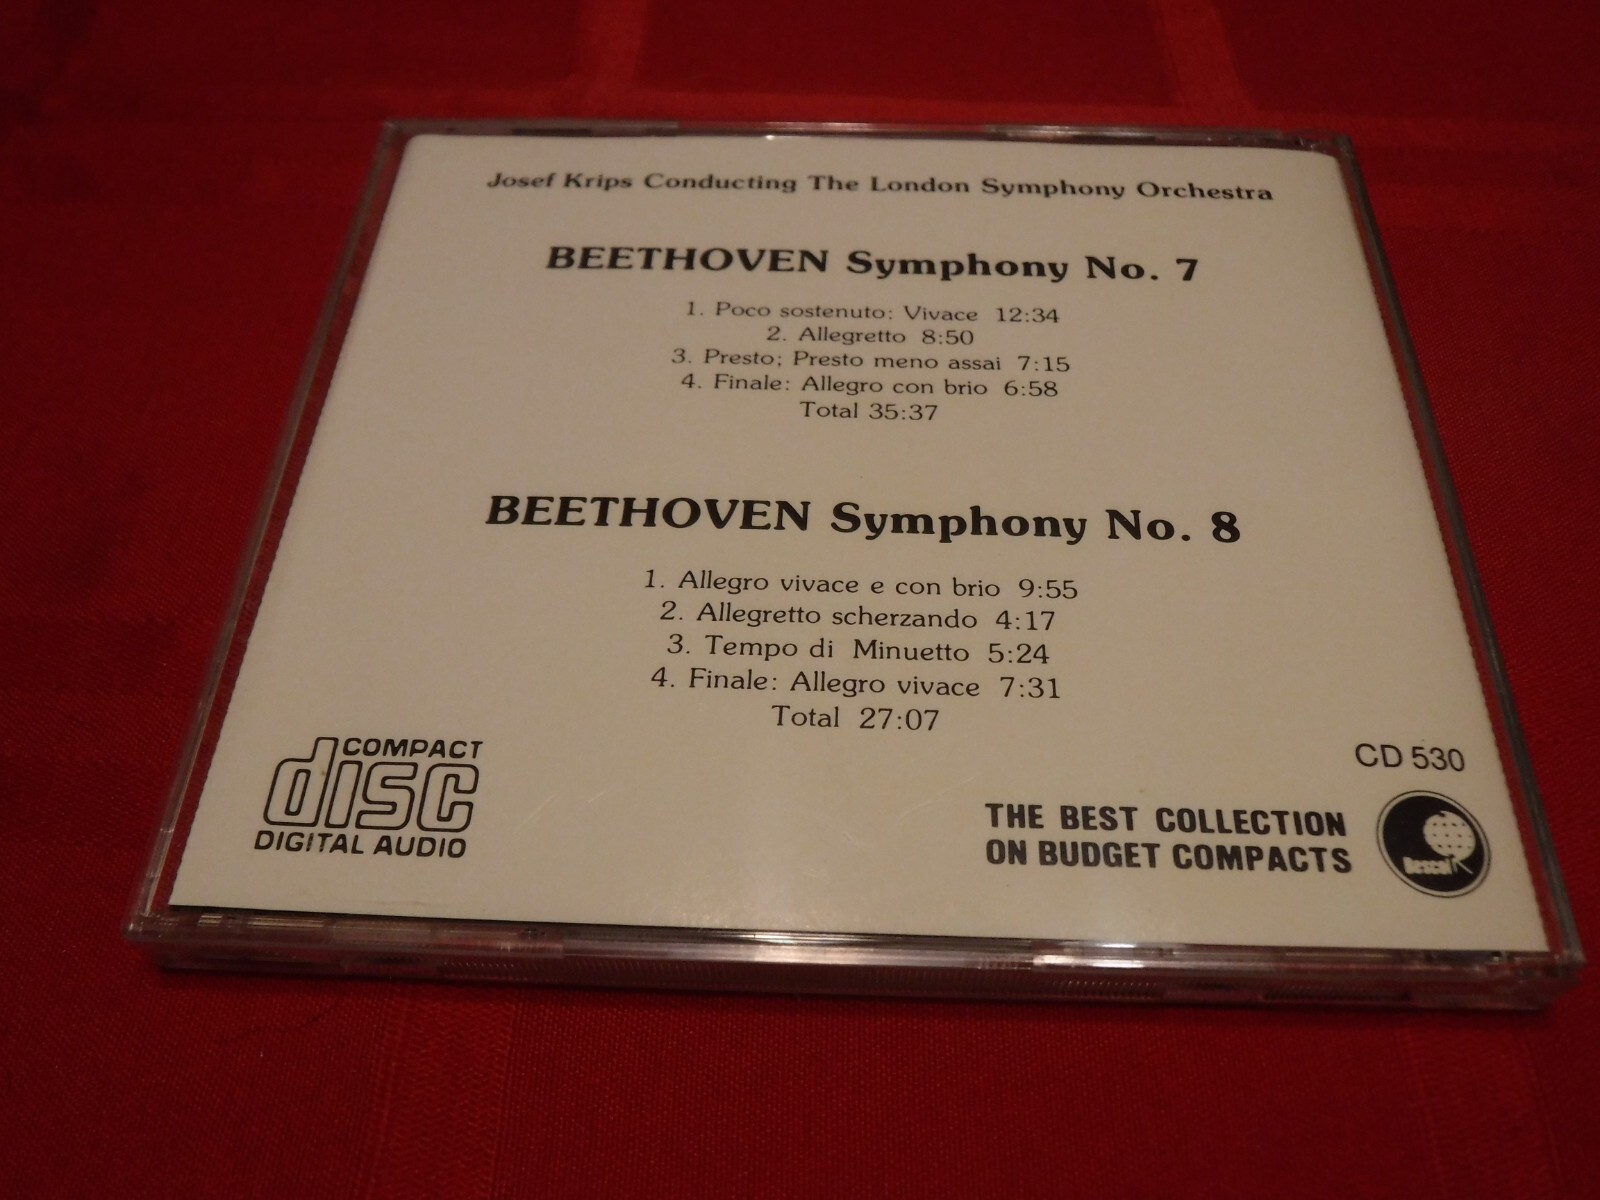 Josef Krips Conducting The London Symphony Orchestra
BEETHOVEN Symphony No. 7
1. Poco sostenuto: Vivace 12:34
2. Allegretto 8:50
3. Presto; Presto meno assai 7:15
4. Finale: Allegro con brio 6:58
Total 35:37
BEETHOVEN Symphony No. 8
1. Allegro vivace e con brio 9:55
2. Allegretto scherzando 4:17
3. Tempo di Minuetto 5:24
4. Finale: Allegro vivace 7:31
Total 27:07
COMPACT
disc
DIGITAL AUDIO
CD 530
THE BEST COLLECTION
ON BUDGET COMPACTS